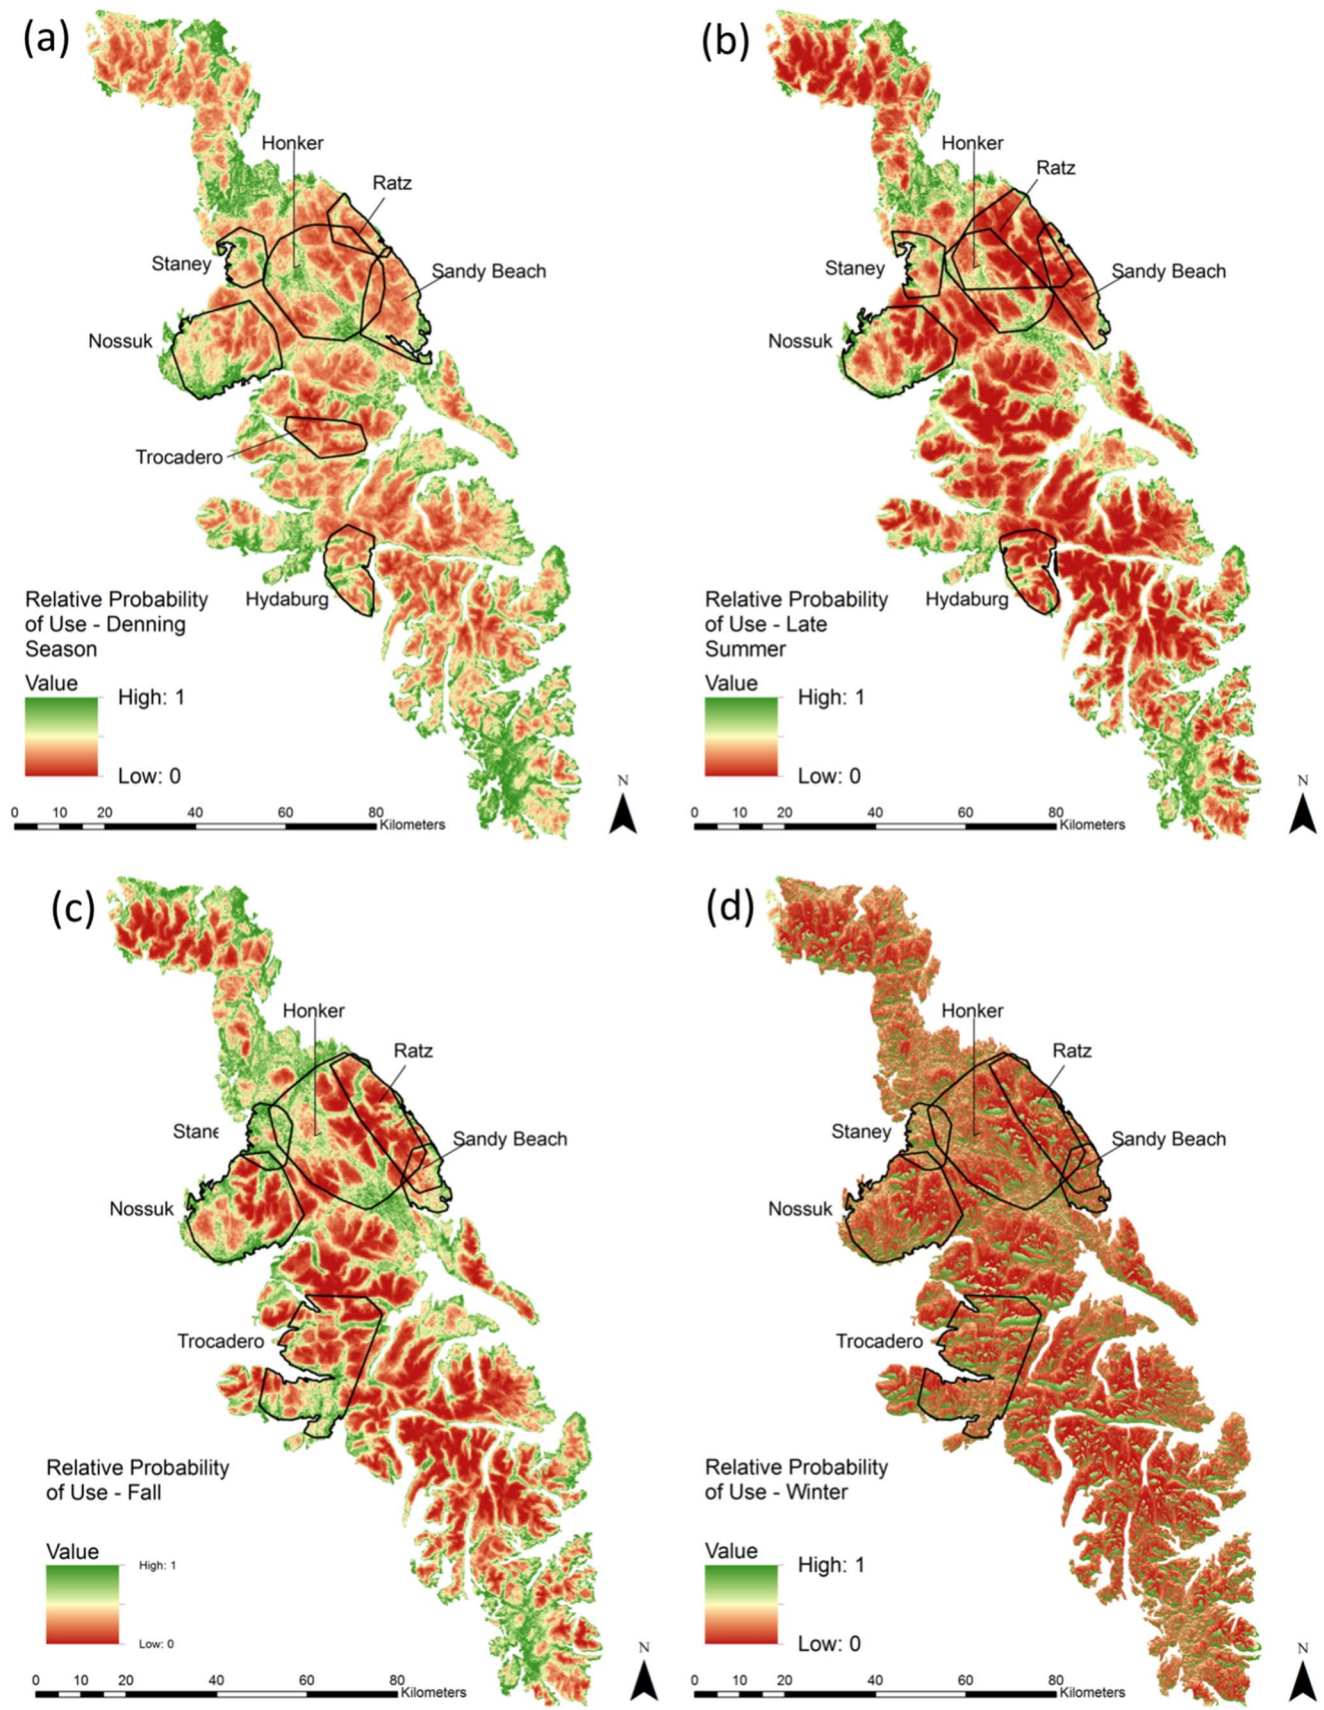 (a)
Honker
Ratz
Staney
Sandy Beach
Nossuk
Trocadero
Hydaburg
Relative Probability
of Use - Denning
Season
Value
High: 1
Low: 0
N
0 10 20 40 60 80
Kilometers
(b)
Honker
Ratz
Staney
Sandy Beach
Nossuk
Hydaburg
Relative Probability
of Use - Late
Summer
Value
High: 1
Low: 0
N
0 10 20 40 60 80
Kilometers
(c)
Honker
Ratz
Stane
Sandy Beach
Nossuk
Trocadero
Relative Probability
of Use - Fall
Value
High: 1
Low: 0
N
0 10 20 40 60 80
Kilometers
(d)
Honker
Ratz
Staney
Sandy Beach
Nossuk
Trocadero
Relative Probability
of Use - Winter
Value
High: 1
Low: 0
N
0 10 20 40 60 80
Kilometers